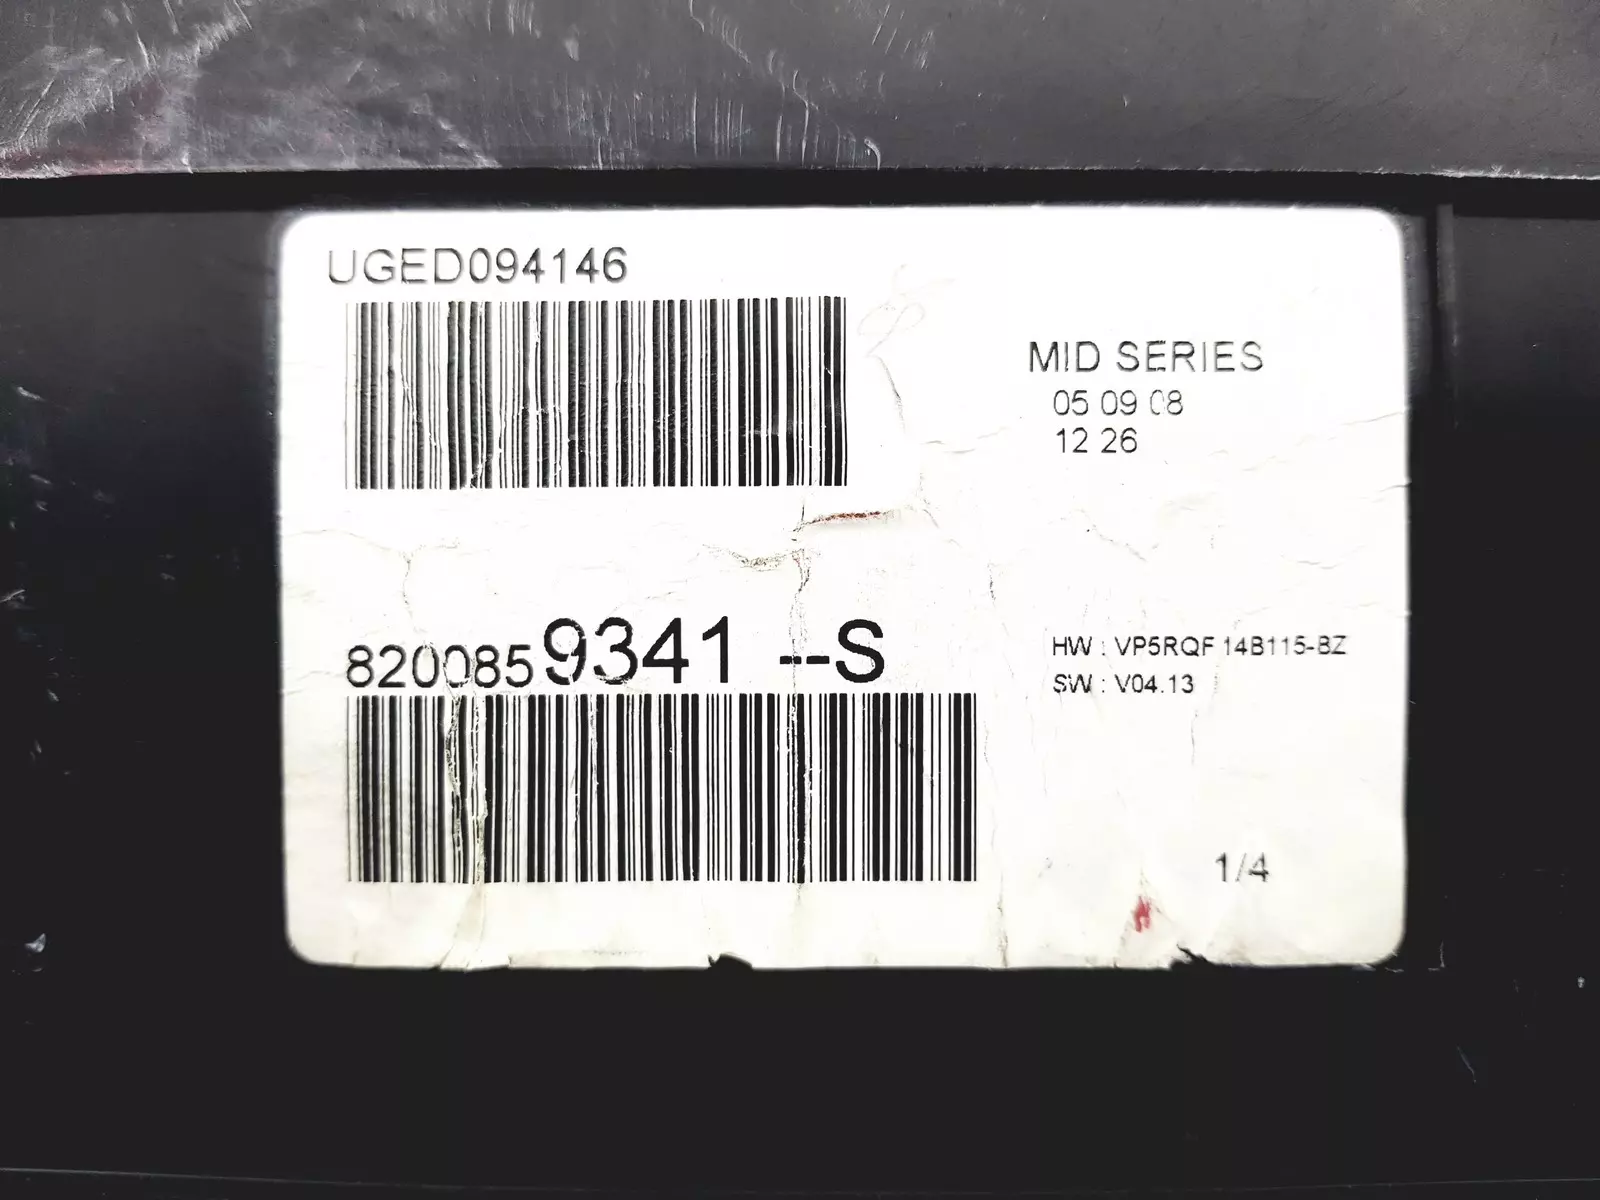 UGED094146
MID SERIES
05 09 08
12 26
8200859341 --S
HW : VP5RQF 14B115-BZ
SW : V04.13
1/4